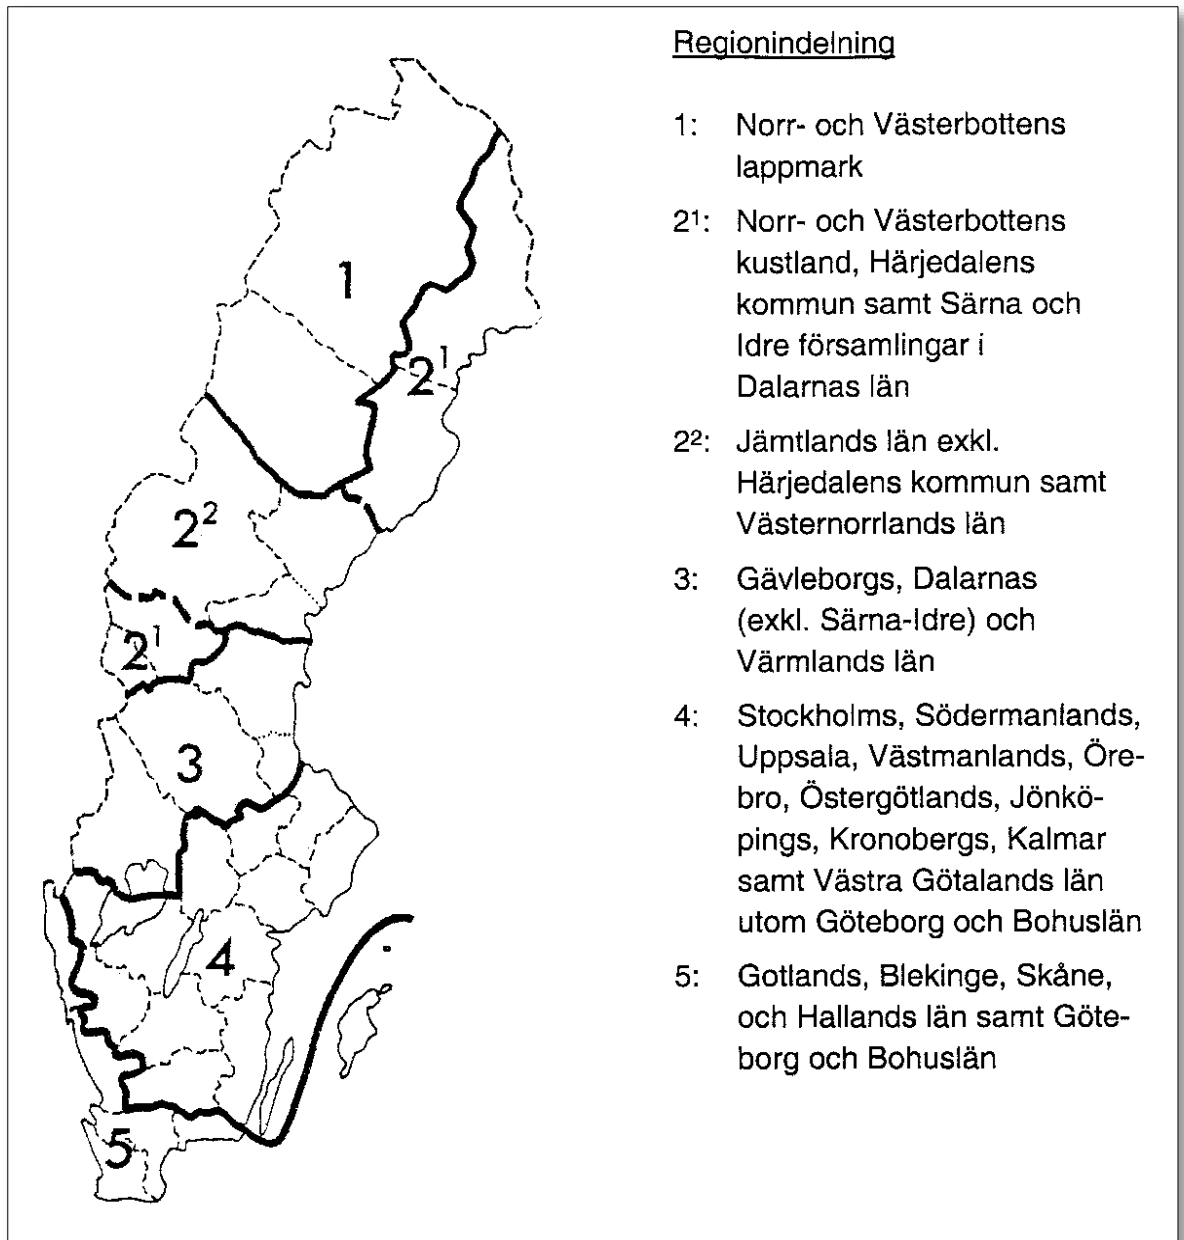 Regionindelning
1: Norr- och Västerbottens
lappmark
2¹: Norr- och Västerbottens
kustland, Härjedalens
kommun samt Särna och
Idre församlingar i
Dalarnas län
2²: Jämtlands län exkl.
Härjedalens kommun samt
Västernorrlands län
3: Gävleborgs, Dalarnas
(exkl. Särna-Idre) och
Värmlands län
4: Stockholms, Södermanlands,
Uppsala, Västmanlands, Öre-
bro, Östergötlands, Jönkö-
pings, Kronobergs, Kalmar
samt Västra Götalands län
utom Göteborg och Bohuslän
5: Gotlands, Blekinge, Skåne,
och Hallands län samt Göte-
borg och Bohuslän
1
2¹
2²
2¹
3
4
5